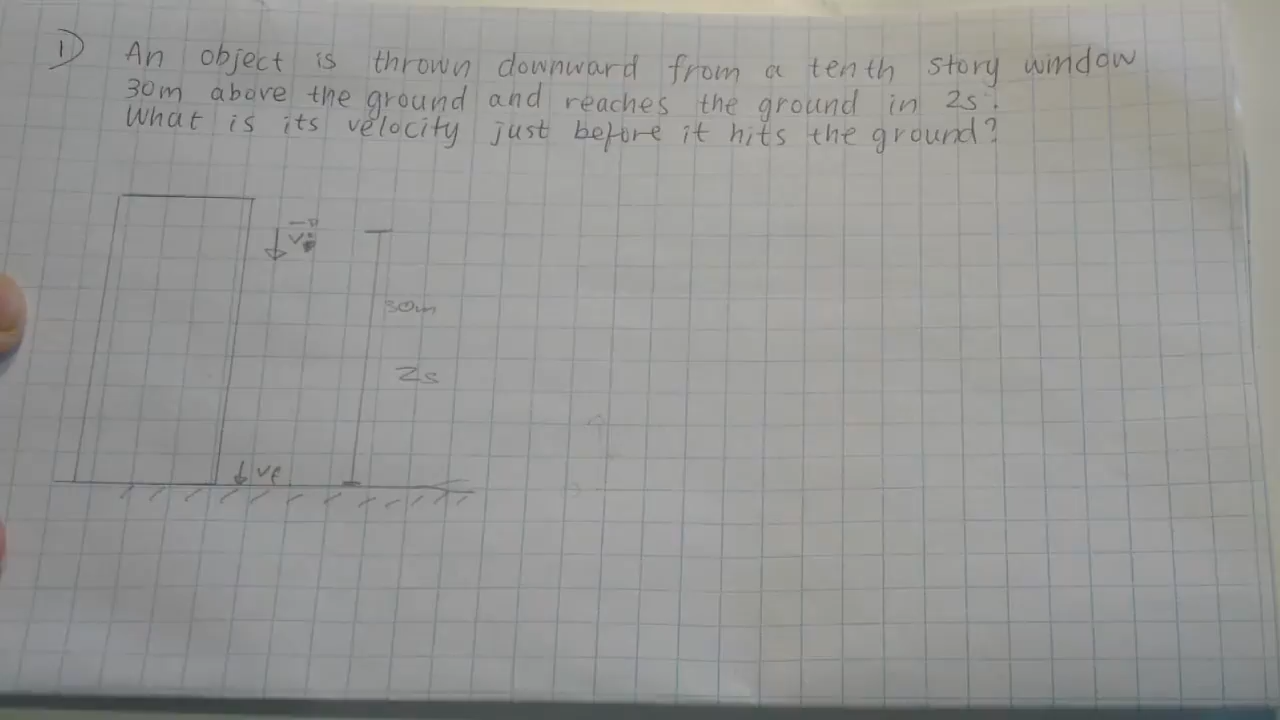 1) An object is thrown downward from a tenth story window
30m above the ground and reaches the ground in 2s.
What is its velocity just before it hits the ground?
30m
2s